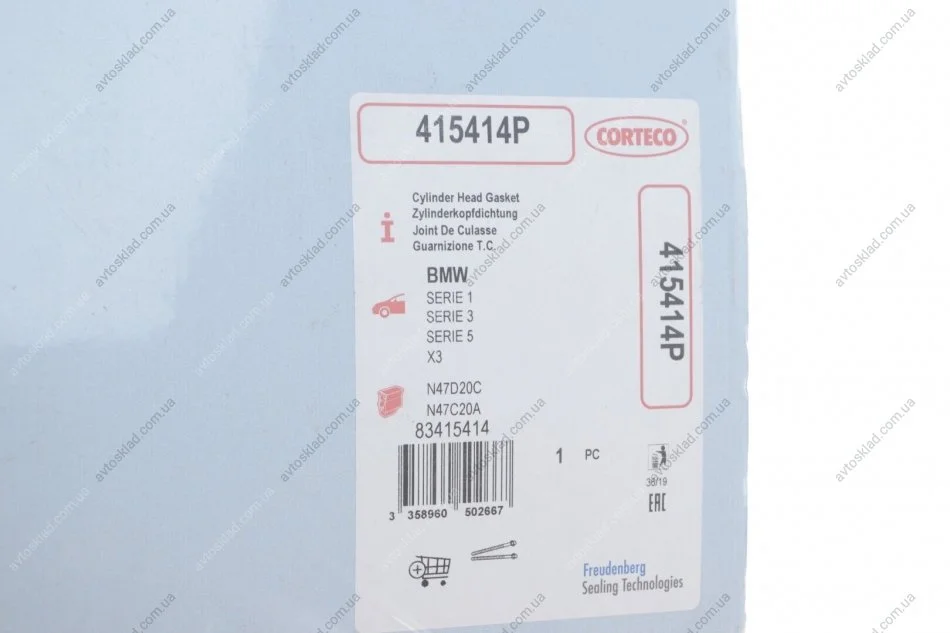 415414P
CORTECO®
Cylinder Head Gasket
Zylinderkopfdichtung
Joint De Culasse
Guarnizione T.C.
BMW
SERIE 1
SERIE 3
SERIE 5
X3
N47D20C
N47C20A
83415414
3 358960 502667
1 PC
38/19
EAC
Freudenberg
Sealing Technologies
415414P
avtosklad.com.ua